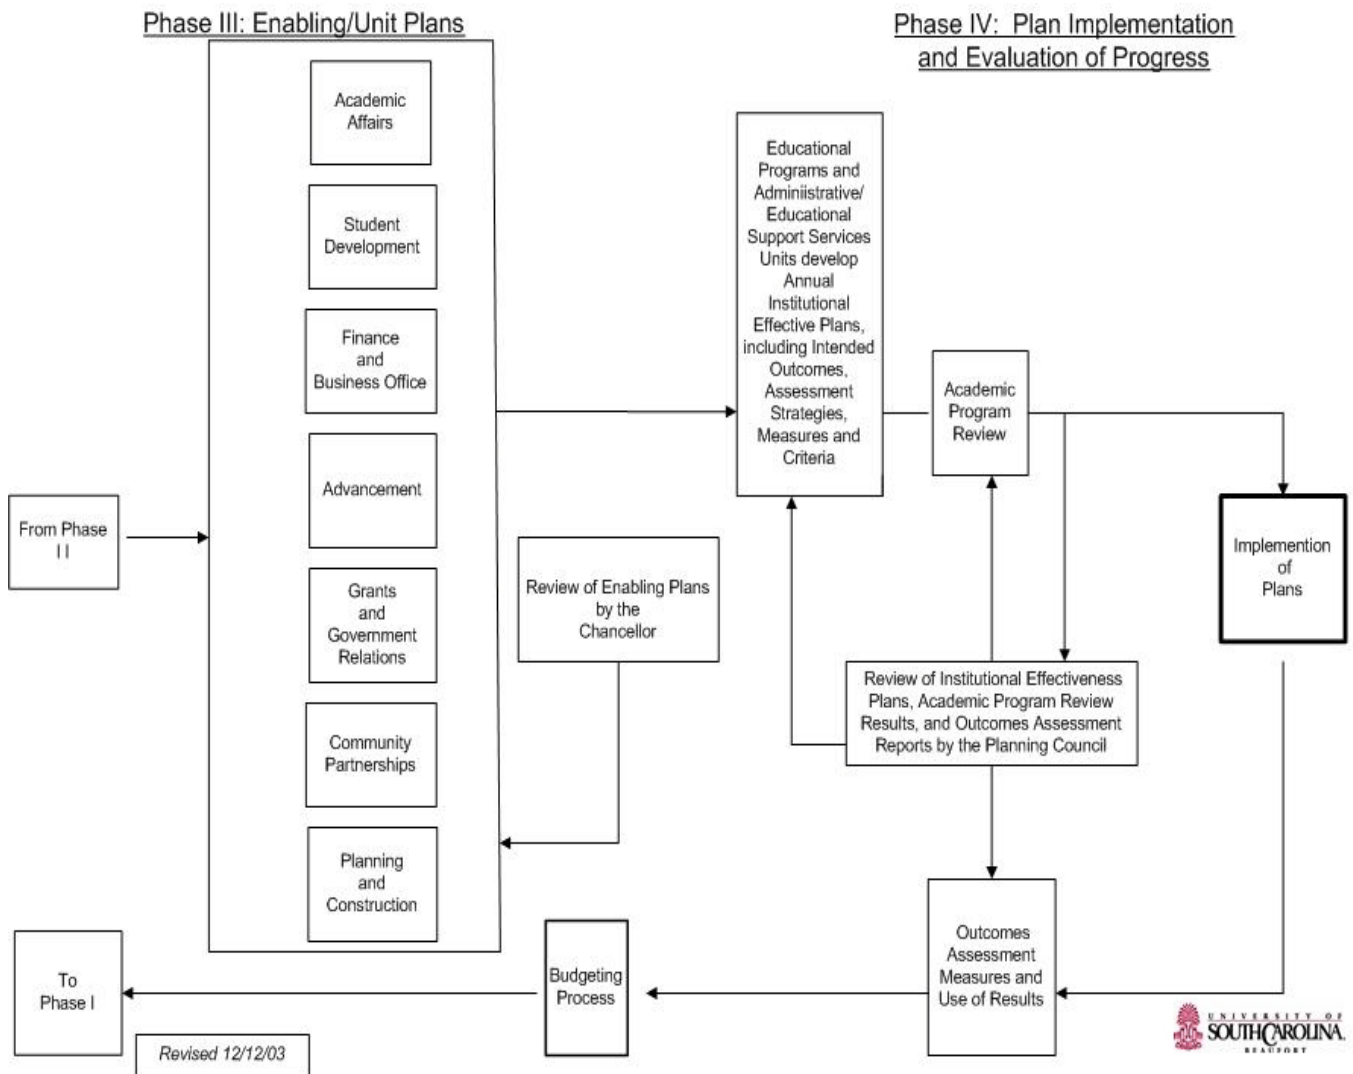 Phase III: Enabling/Unit Plans
Phase IV:  Plan Implementation
and Evaluation of Progress
Academic
Affairs
Student
Development
Finance
and
Business Office
Advancement
Grants
and
Government
Relations
Community
Partnerships
Planning
and
Construction
From Phase
I I
Review of Enabling Plans
by the
Chancellor
Educational
Programs and
Adminiistrative/
Educational
Support Services
Units develop
Annual
Institutional
Effective Plans,
including Intended
Outcomes,
Assessment
Strategies,
Measures and
Criteria
Academic
Program
Review
Implemention
of
Plans
Review of Institutional Effectiveness
Plans, Academic Program Review
Results, and Outcomes Assessment
Reports by the Planning Council
Outcomes
Assessment
Measures and
Use of Results
Budgeting
Process
To
Phase I
Revised 12/12/03
UNIVERSITY OF
SOUTH CAROLINA.
BEAUFORT